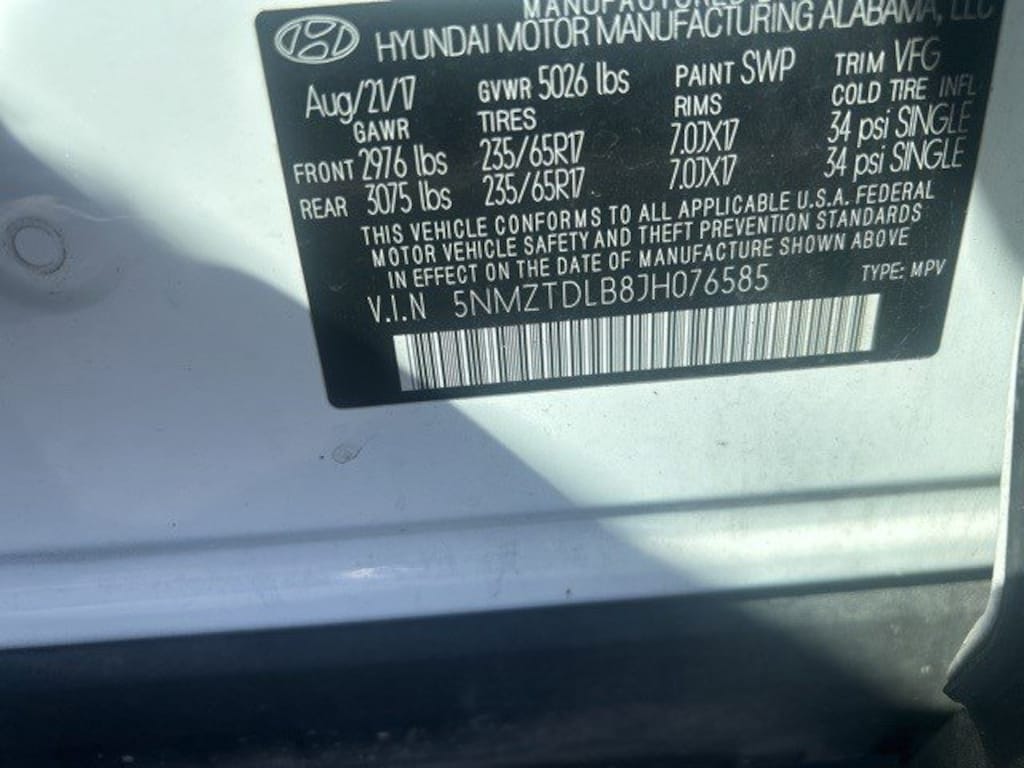 MANUFACTURED
HYUNDAI MOTOR MANUFACTURING ALABAMA, LLC
Aug/21/17 GVWR 5026 lbs PAINT SWP TRIM VFG
GAWR TIRES RIMS COLD TIRE INFL
FRONT 2976 lbs 235/65R17 7.0JX17 34 psi SINGLE
REAR 3075 lbs 235/65R17 7.0JX17 34 psi SINGLE
THIS VEHICLE CONFORMS TO ALL APPLICABLE U.S.A. FEDERAL
MOTOR VEHICLE SAFETY AND THEFT PREVENTION STANDARDS
IN EFFECT ON THE DATE OF MANUFACTURE SHOWN ABOVE
V.I.N 5NMZTDLB8JH076585 TYPE: MPV